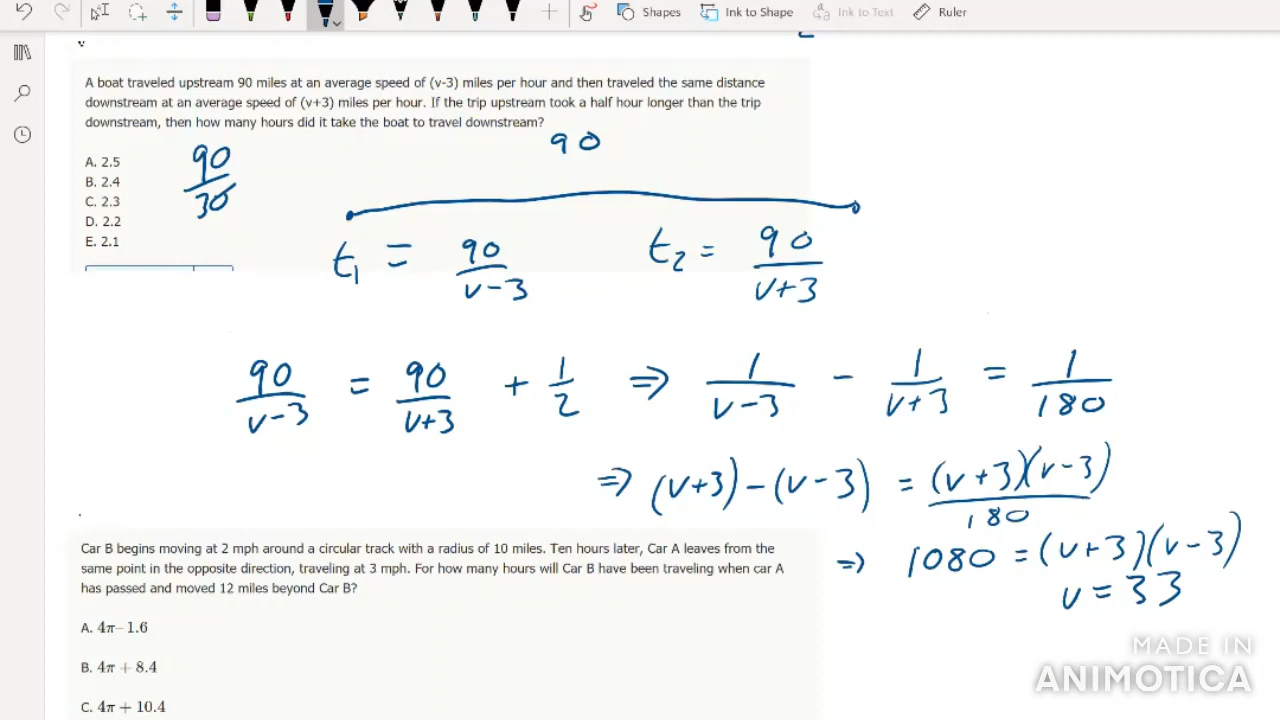 Shapes Ink to Shape Ink to Text Ruler
A boat traveled upstream 90 miles at an average speed of (v-3) miles per hour and then traveled the same distance
downstream at an average speed of (v+3) miles per hour. If the trip upstream took a half hour longer than the trip
downstream, then how many hours did it take the boat to travel downstream?
90
A. 2.5
B. 2.4
C. 2.3
D. 2.2
E. 2.1
90/30
t₁ = 90/(v-3) t₂ = 90/(v+3)
90/(v-3) = 90/(v+3) + 1/2 ⇒ 1/(v-3) - 1/(v+3) = 1/180
⇒ (v+3)-(v-3) = (v+3)(v-3)/180
⇒ 1080 = (v+3)(v-3)
v = 33
Car B begins moving at 2 mph around a circular track with a radius of 10 miles. Ten hours later, Car A leaves from the
same point in the opposite direction, traveling at 3 mph. For how many hours will Car B have been traveling when car A
has passed and moved 12 miles beyond Car B?
A. 4π–1.6
B. 4π + 8.4
C. 4π + 10.4
MADE IN
ANIMOTICA